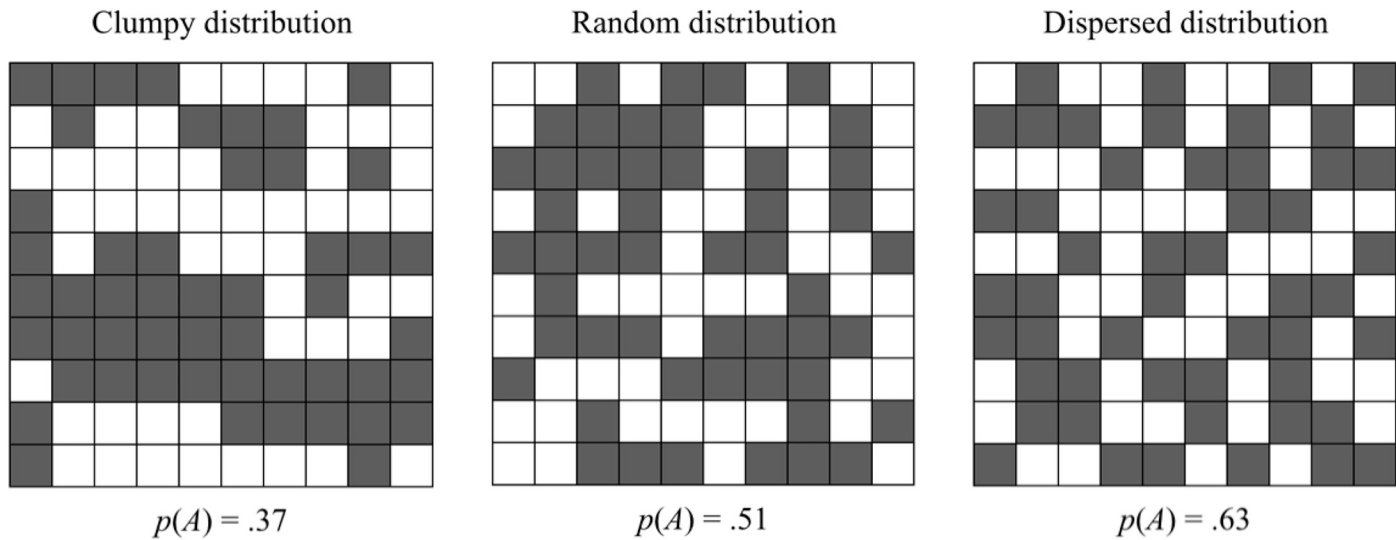 Clumpy distribution
Random distribution
Dispersed distribution
p(A) = .37
p(A) = .51
p(A) = .63